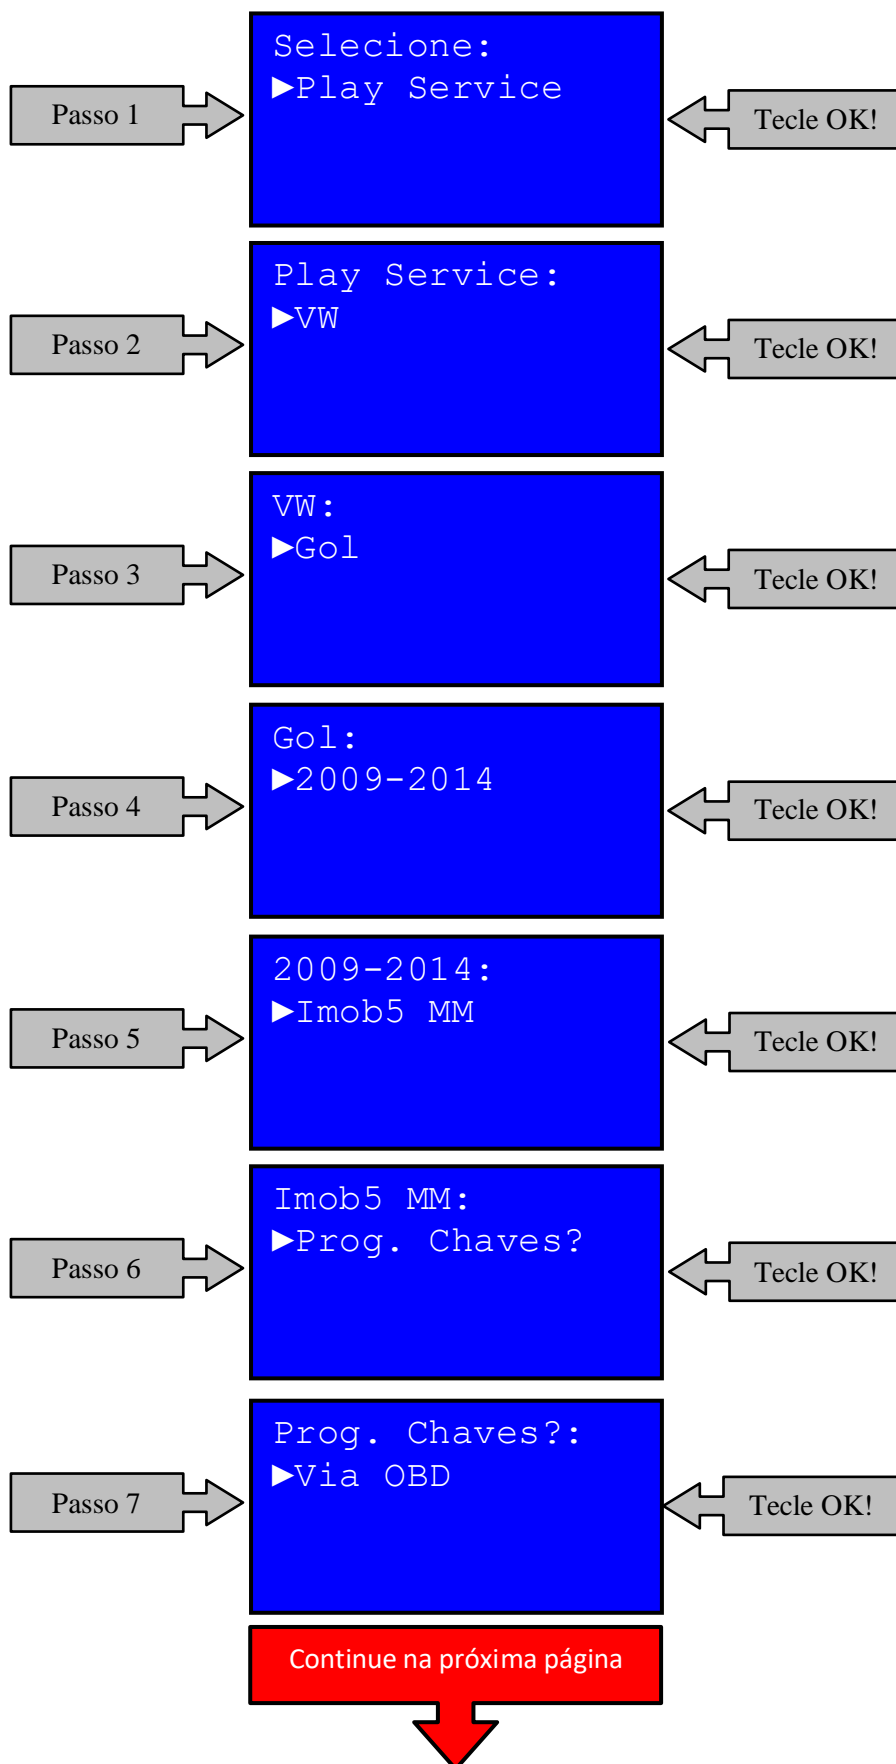 Selecione:
►Play Service
Passo 1
Tecle OK!
Play Service:
►VW
Passo 2
Tecle OK!
VW:
►Gol
Passo 3
Tecle OK!
Gol:
►2009-2014
Passo 4
Tecle OK!
2009-2014:
►Imob5 MM
Passo 5
Tecle OK!
Imob5 MM:
►Prog. Chaves?
Passo 6
Tecle OK!
Prog. Chaves?:
►Via OBD
Passo 7
Tecle OK!
Continue na próxima página